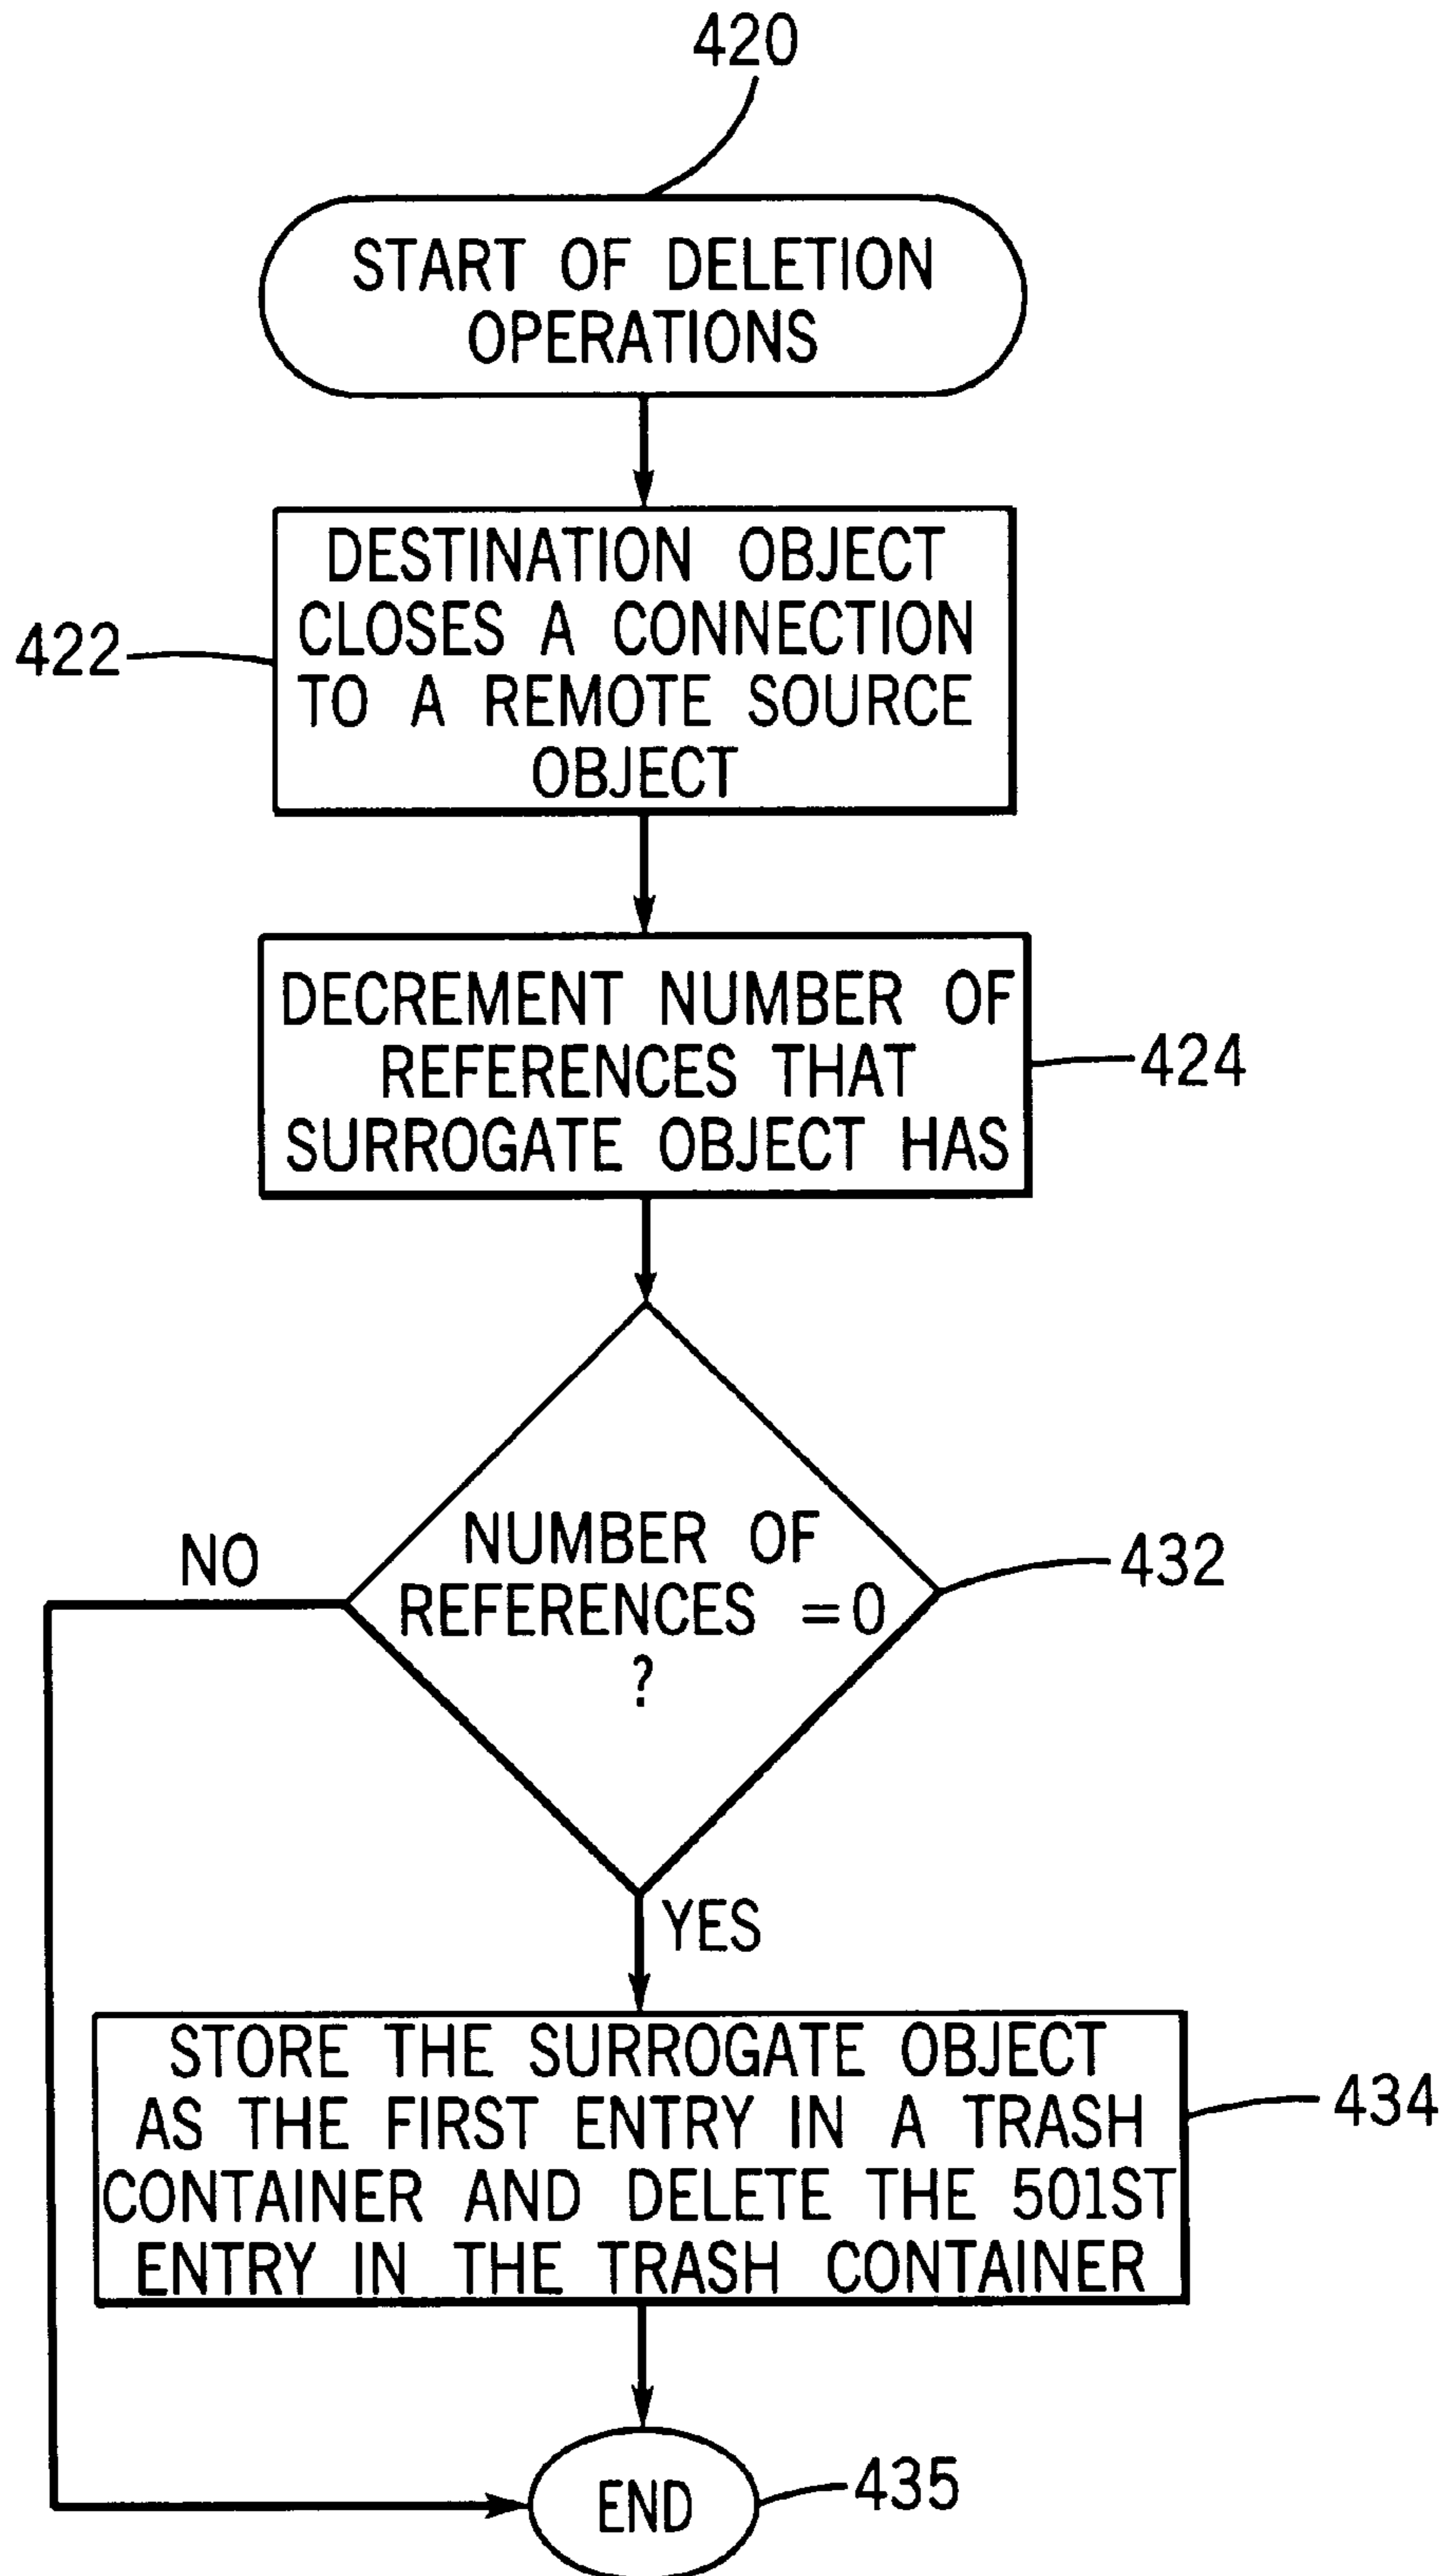 420
START OF DELETION
OPERATIONS
DESTINATION OBJECT
CLOSES A CONNECTION
TO A REMOTE SOURCE
OBJECT
422
DECREMENT NUMBER OF
REFERENCES THAT
SURROGATE OBJECT HAS
424
NUMBER OF
REFERENCES =0
?
432
NO
YES
STORE THE SURROGATE OBJECT
AS THE FIRST ENTRY IN A TRASH
CONTAINER AND DELETE THE 501ST
ENTRY IN THE TRASH CONTAINER
434
END
435